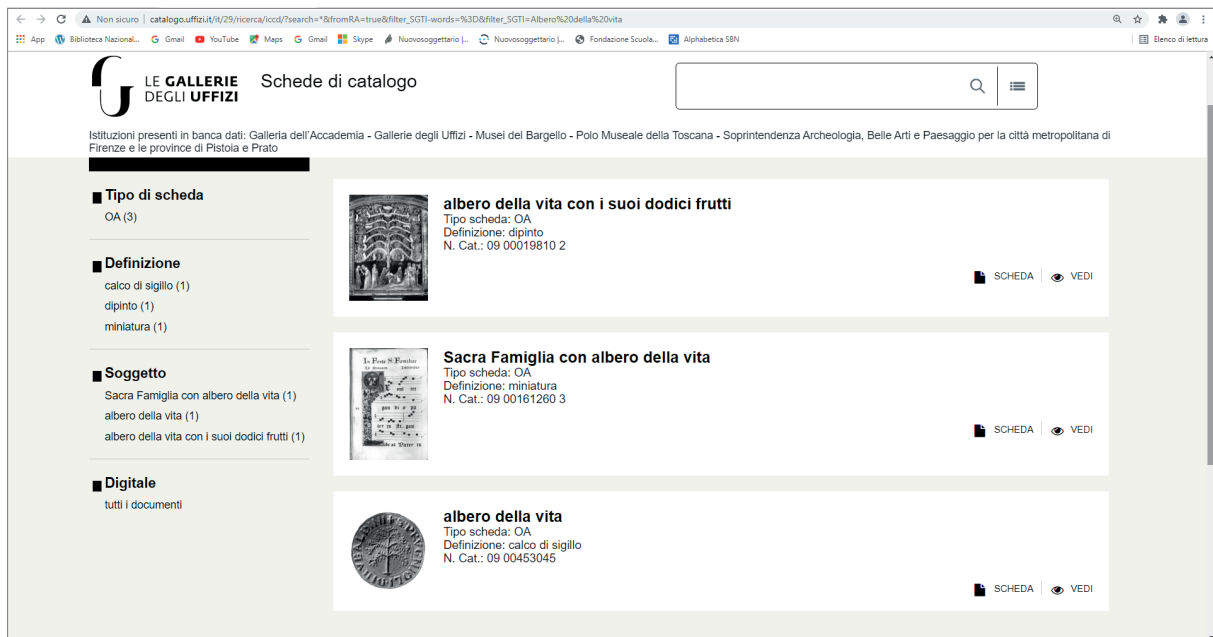 Non sicuro | catalogo.uffizi.it/it/29/ricerca/iccd/?search=*&fromRA=true&filter_SGTI-words=%3D&filter_SGTI=Albero%20della%20vita
App Biblioteca Nazional... Gmail YouTube Maps Gmail Skype Nuovosoggettario |... Nuovosoggettario |... Fondazione Scuola... Alphabetica SBN Elenco di lettura
LE GALLERIE
DEGLI UFFIZI
Schede di catalogo
Istituzioni presenti in banca dati: Galleria dell'Accademia - Gallerie degli Uffizi - Musei del Bargello - Polo Museale della Toscana - Soprintendenza Archeologia, Belle Arti e Paesaggio per la città metropolitana di
Firenze e le province di Pistoia e Prato
Tipo di scheda
OA (3)
Definizione
calco di sigillo (1)
dipinto (1)
miniatura (1)
Soggetto
Sacra Famiglia con albero della vita (1)
albero della vita (1)
albero della vita con i suoi dodici frutti (1)
Digitale
tutti i documenti
albero della vita con i suoi dodici frutti
Tipo scheda: OA
Definizione: dipinto
N. Cat.: 09 00019810 2
SCHEDA VEDI
Sacra Famiglia con albero della vita
Tipo scheda: OA
Definizione: miniatura
N. Cat.: 09 00161260 3
SCHEDA VEDI
albero della vita
Tipo scheda: OA
Definizione: calco di sigillo
N. Cat.: 09 00453045
SCHEDA VEDI